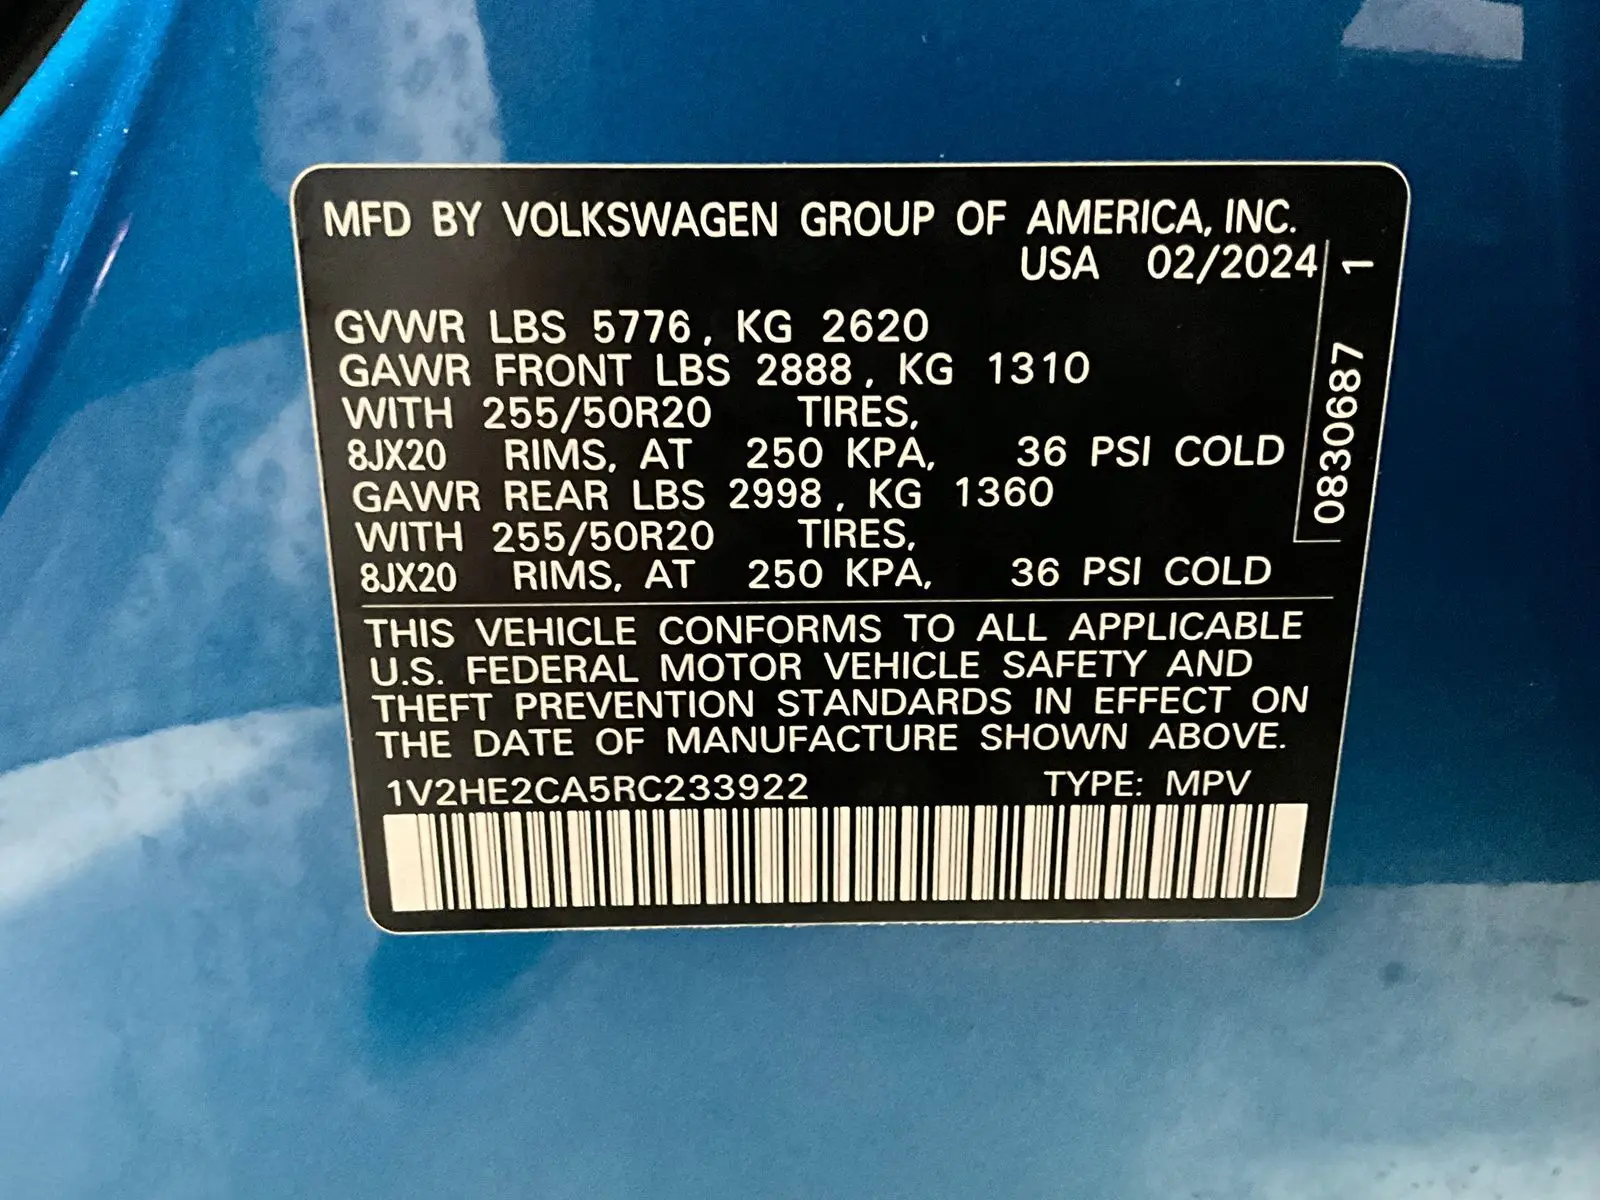 MFD BY VOLKSWAGEN GROUP OF AMERICA, INC.
USA 02/2024
GVWR LBS 5776, KG 2620
GAWR FRONT LBS 2888, KG 1310
WITH 255/50R20 TIRES,
8JX20 RIMS, AT 250 KPA, 36 PSI COLD
GAWR REAR LBS 2998, KG 1360
WITH 255/50R20 TIRES,
8JX20 RIMS, AT 250 KPA, 36 PSI COLD
THIS VEHICLE CONFORMS TO ALL APPLICABLE
U.S. FEDERAL MOTOR VEHICLE SAFETY AND
THEFT PREVENTION STANDARDS IN EFFECT ON
THE DATE OF MANUFACTURE SHOWN ABOVE.
1V2HE2CA5RC233922 TYPE: MPV
0830687 1